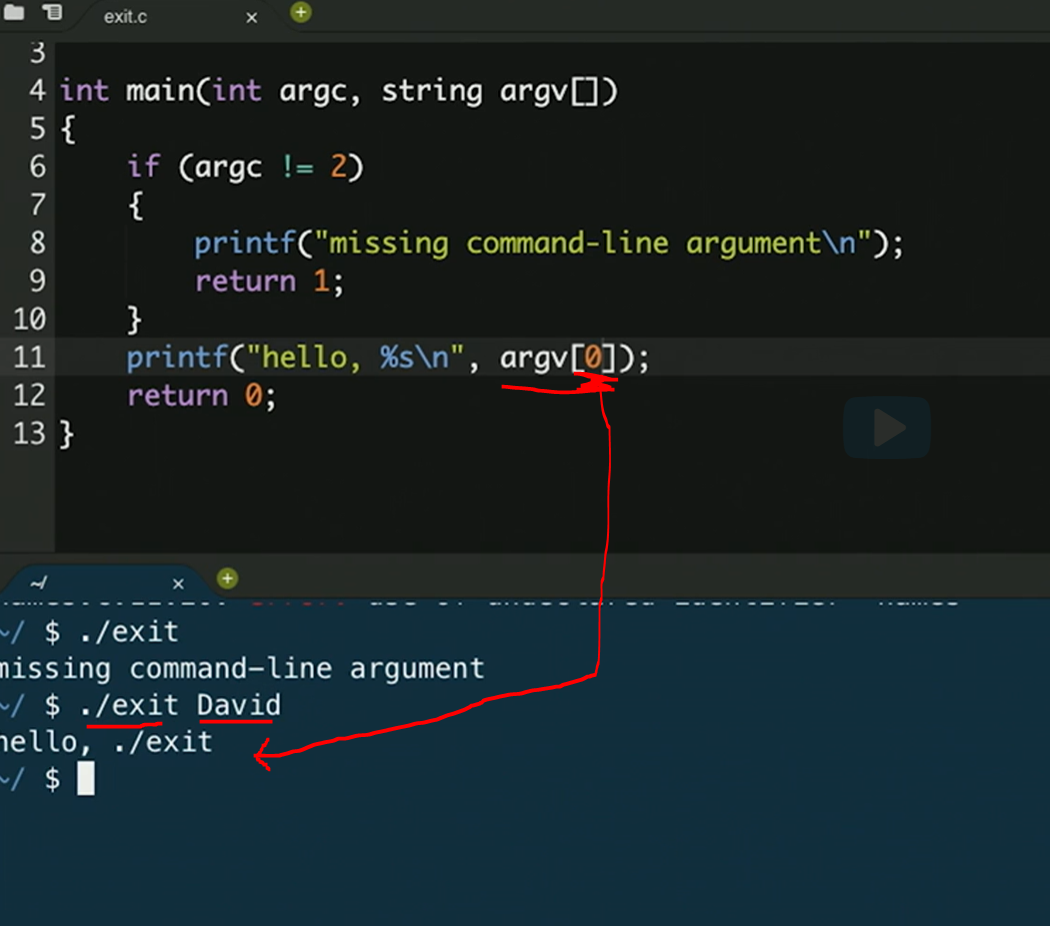 exit.c ×
3
4 int main(int argc, string argv[])
5 {
6 if (argc != 2)
7 {
8 printf("missing command-line argument\n");
9 return 1;
10 }
11 printf("hello, %s\n", argv[0]);
12 return 0;
13 }
~/ ×
~/ $ ./exit
missing command-line argument
~/ $ ./exit David
hello, ./exit
~/ $